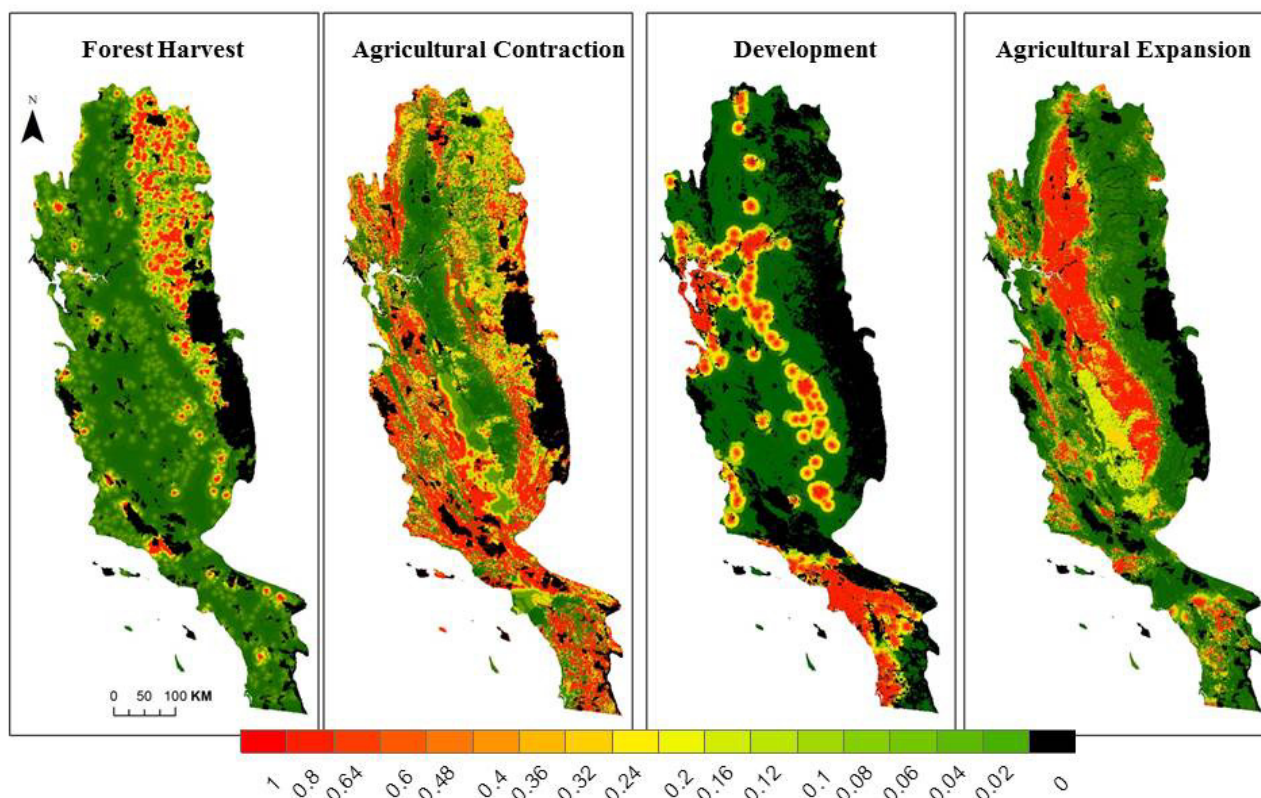 Forest Harvest
Agricultural Contraction
Development
Agricultural Expansion
N
0 50 100 KM
1 0.8 0.64 0.6 0.48 0.4 0.36 0.32 0.24 0.2 0.16 0.12 0.1 0.08 0.06 0.04 0.02 0